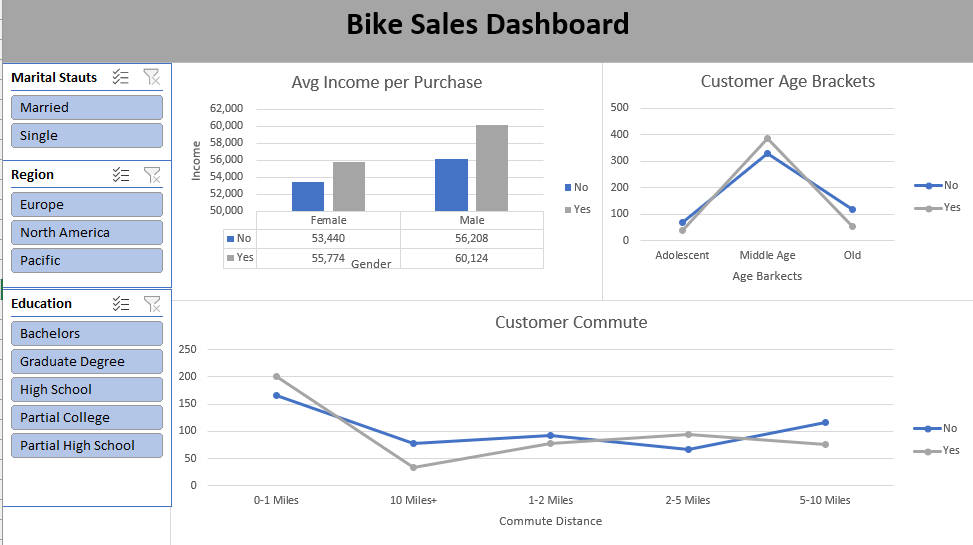 Bike Sales Dashboard
Marital Stauts
Married
Single
Region
Europe
North America
Pacific
Education
Bachelors
Graduate Degree
High School
Partial College
Partial High School
Avg Income per Purchase
62,000
60,000
58,000
56,000
54,000
52,000
50,000
Income
Female Male
No 53,440 56,208
Yes 55,774 60,124
Gender
No
Yes
Customer Age Brackets
500
400
300
200
100
0
Adolescent Middle Age Old
Age Barkects
No
Yes
Customer Commute
250
200
150
100
50
0
0-1 Miles 10 Miles+ 1-2 Miles 2-5 Miles 5-10 Miles
Commute Distance
No
Yes